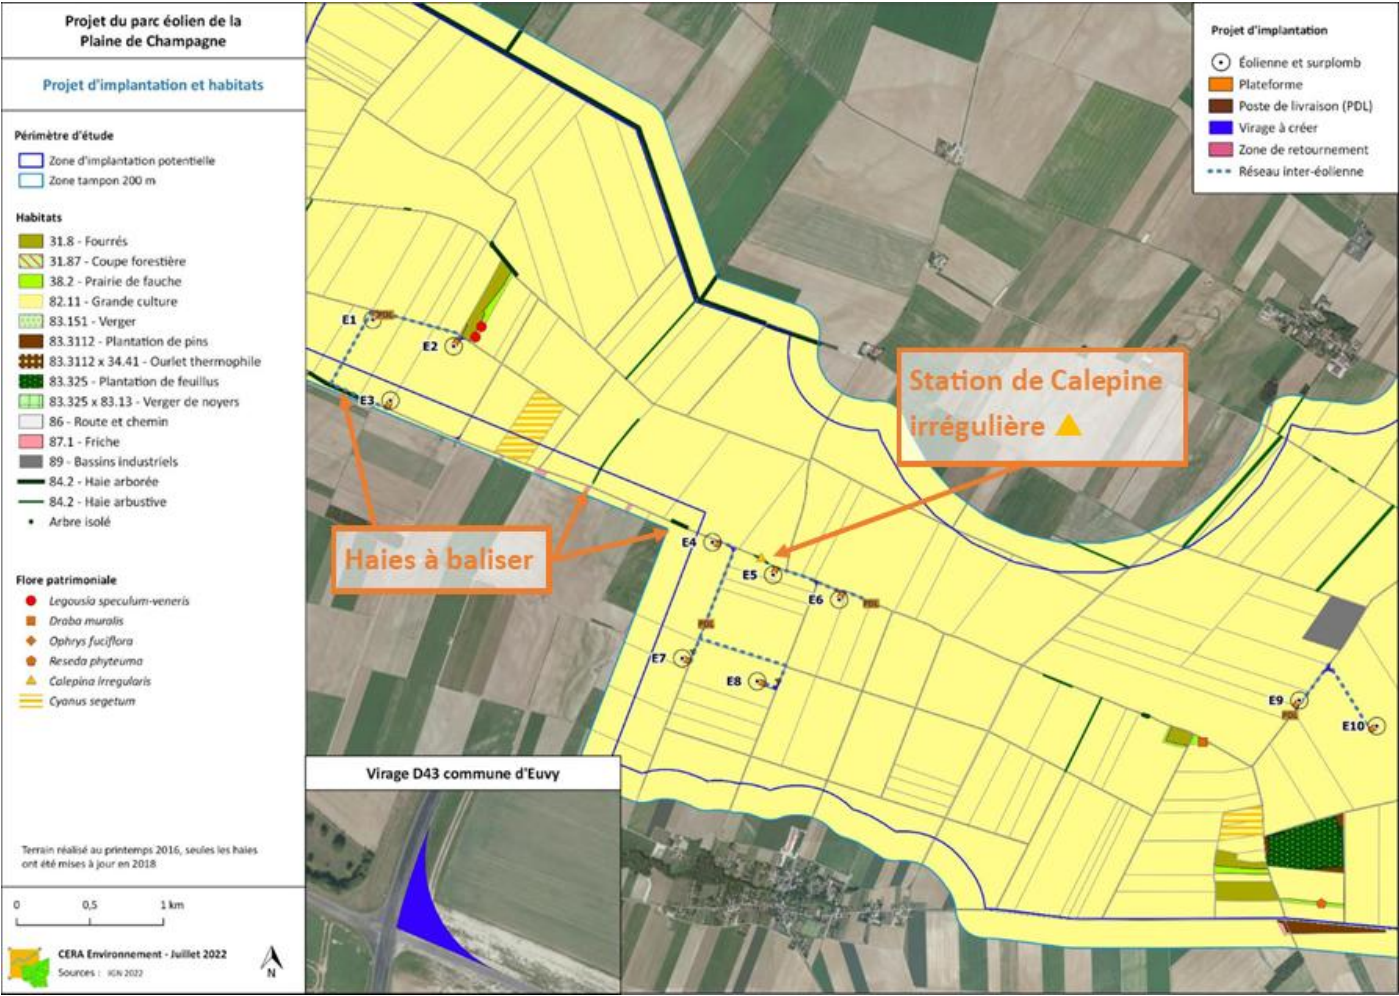 Projet du parc éolien de la
Plaine de Champagne
Projet d'implantation et habitats
Périmètre d'étude
Zone d'implantation potentielle
Zone tampon 200 m
Habitats
31.8 - Fourrés
31.87 - Coupe forestière
38.2 - Prairie de fauche
82.11 - Grande culture
83.151 - Verger
83.3112 - Plantation de pins
83.3112 x 34.41 - Ourlet thermophile
83.325 - Plantation de feuillus
83.325 x 83.13 - Verger de noyers
86 - Route et chemin
87.1 - Friche
89 - Bassins industriels
84.2 - Haie arborée
84.2 - Haie arbustive
Arbre isolé
Flore patrimoniale
Legousia speculum-veneris
Draba muralis
Ophrys fuciflora
Reseda phyteuma
Calepina irregularis
Cyanus segetum
Terrain réalisé au printemps 2016, seules les haies
ont été mises à jour en 2018
0 0,5 1 km
CERA Environnement - Juillet 2022
Sources : IGN 2022
N
Projet d'implantation
Éolienne et surplomb
Plateforme
Poste de livraison (PDL)
Virage à créer
Zone de retournement
Réseau inter-éolienne
E1
PDL
E2
E3
Station de Calepine
irrégulière
Haies à baliser
E4
E5
E6
PDL
PDL
E7
E8
E9
PDL
E10
Virage D43 commune d'Euvy